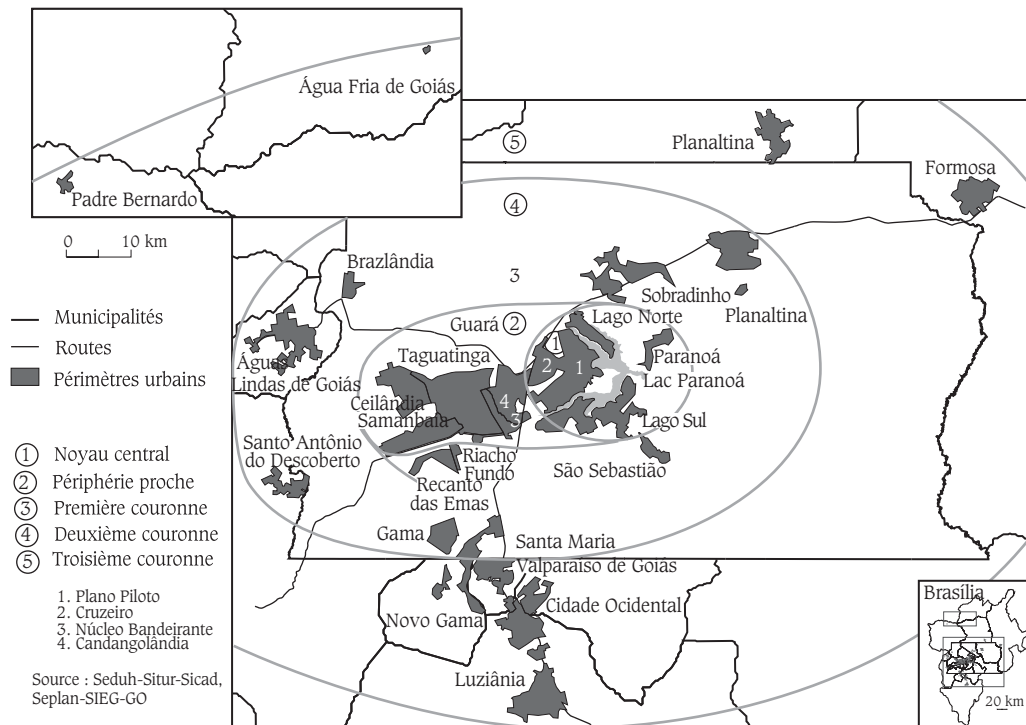 Água Fria de Goiás
Padre Bernardo
0 10 km
Municipalités
Routes
Périmètres urbains
1 Noyau central
2 Périphérie proche
3 Première couronne
4 Deuxième couronne
5 Troisième couronne
1. Plano Piloto
2. Cruzeiro
3. Núcleo Bandeirante
4. Candangolândia
Source : Seduh-Situr-Sicad,
Seplan-SIEG-GO
5
Planaltina
Formosa
4
Brazlândia
3
Sobradinho
Planaltina
Guará
2
Lago Norte
1
Taguatinga
2
1
Paranoá
Lac Paranoá
Águas
Lindas de Goiás
Ceilândia
Samanbaïa
4
3
Lago Sul
Santo Antônio
do Descoberto
Riacho
Fundo
São Sebastião
Recanto
das Emas
Gama
Santa Maria
Valparaíso de Goiás
Novo Gama
Cidade Ocidental
Luziânia
Brasília
20 km